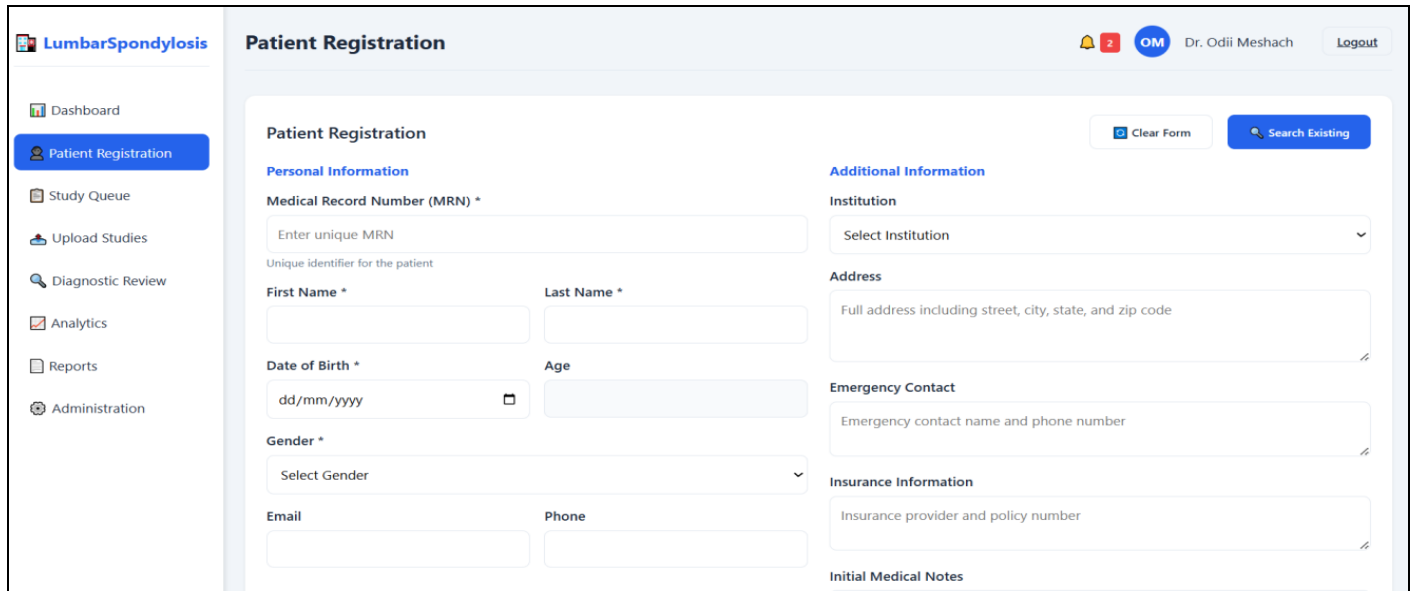 LumbarSpondylosis
Dashboard
Patient Registration
Study Queue
Upload Studies
Diagnostic Review
Analytics
Reports
Administration
Patient Registration
2
OM
Dr. Odii Meshach
Logout
Patient Registration
Clear Form
Search Existing
Personal Information
Medical Record Number (MRN) *
Enter unique MRN
Unique identifier for the patient
First Name *
Last Name *
Date of Birth *
Age
dd/mm/yyyy
Gender *
Select Gender
Email
Phone
Additional Information
Institution
Select Institution
Address
Full address including street, city, state, and zip code
Emergency Contact
Emergency contact name and phone number
Insurance Information
Insurance provider and policy number
Initial Medical Notes